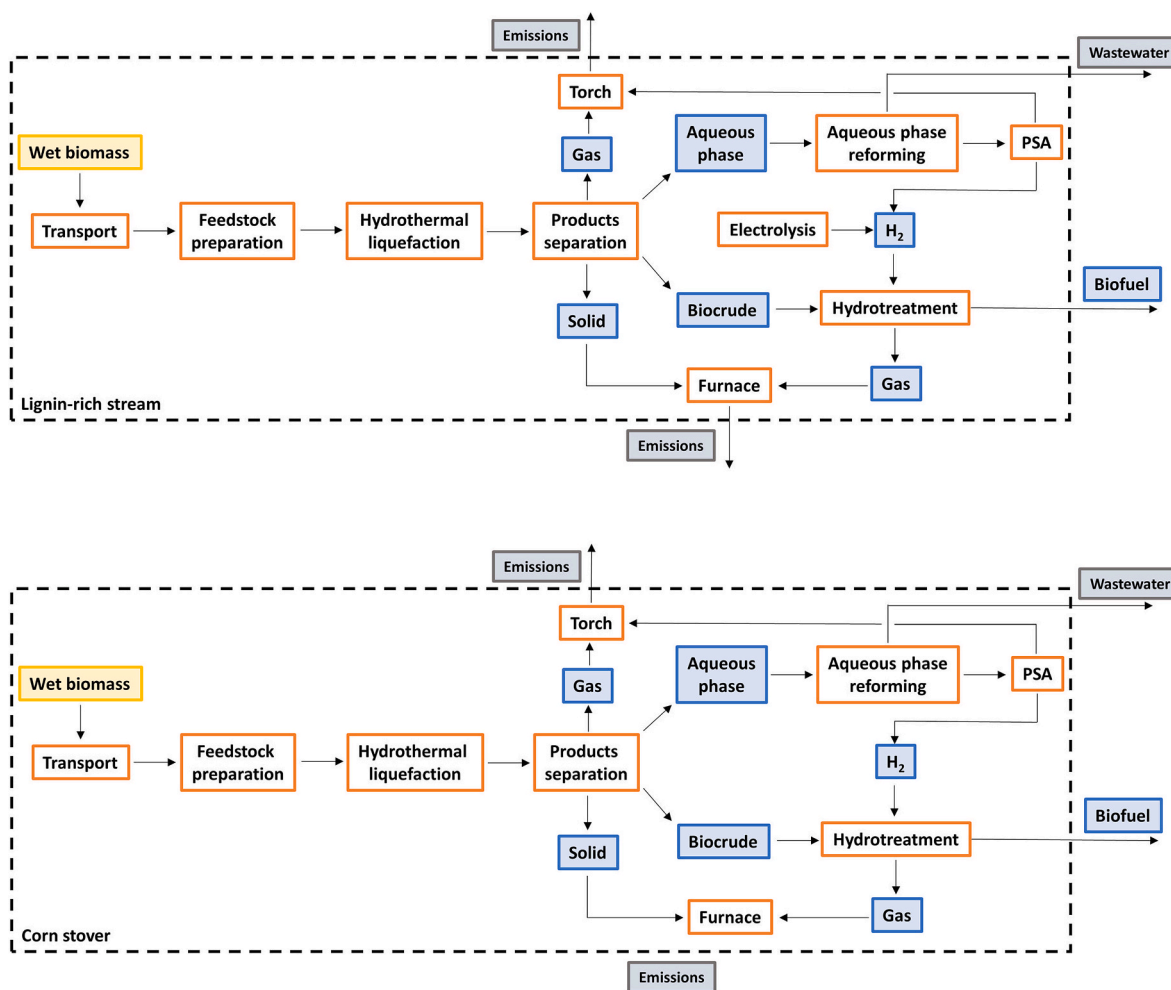 Emissions
Wastewater
Torch
Wet biomass
Gas
Aqueous
phase
Aqueous phase
reforming
PSA
Transport
Feedstock
preparation
Hydrothermal
liquefaction
Products
separation
Electrolysis
H₂
Biofuel
Solid
Biocrude
Hydrotreatment
Furnace
Gas
Lignin-rich stream
Emissions
Emissions
Wastewater
Torch
Wet biomass
Gas
Aqueous
phase
Aqueous phase
reforming
PSA
Transport
Feedstock
preparation
Hydrothermal
liquefaction
Products
separation
H₂
Biofuel
Solid
Biocrude
Hydrotreatment
Furnace
Gas
Corn stover
Emissions